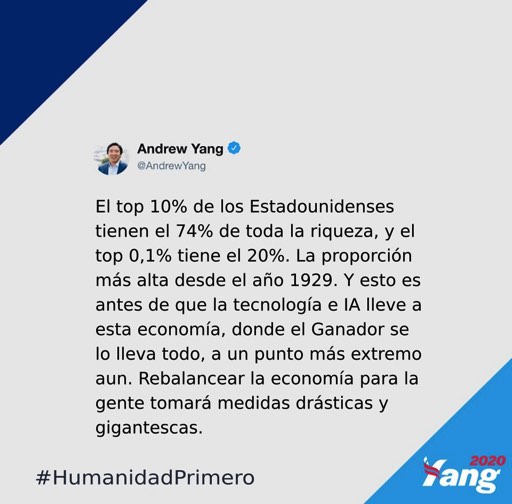 Andrew Yang
@AndrewYang
El top 10% de los Estadounidenses
tienen el 74% de toda la riqueza, y el
top 0,1% tiene el 20%. La proporción
más alta desde el año 1929. Y esto es
antes de que la tecnología e IA lleve a
esta economía, donde el Ganador se
lo lleva todo, a un punto más extremo
aun. Rebalancear la economía para la
gente tomará medidas drásticas y
gigantescas.
#HumanidadPrimero
2020
Yang